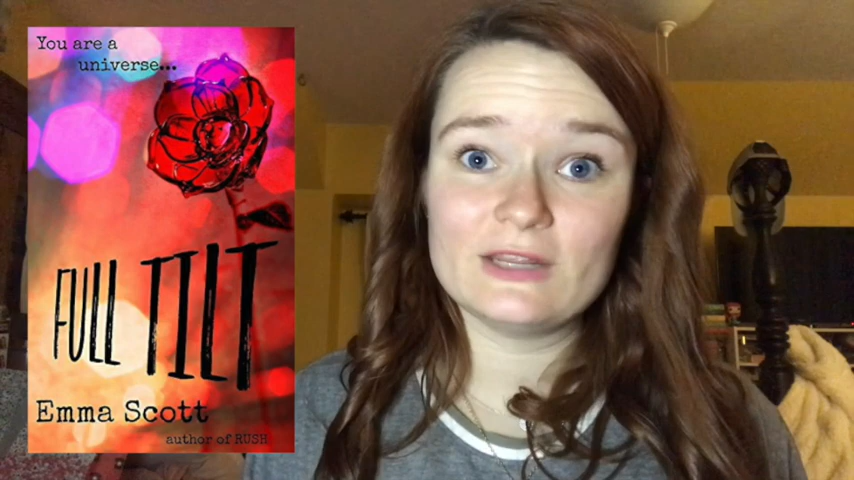 You are a
universe...
FULL TILT
Emma Scott
author of RUSH